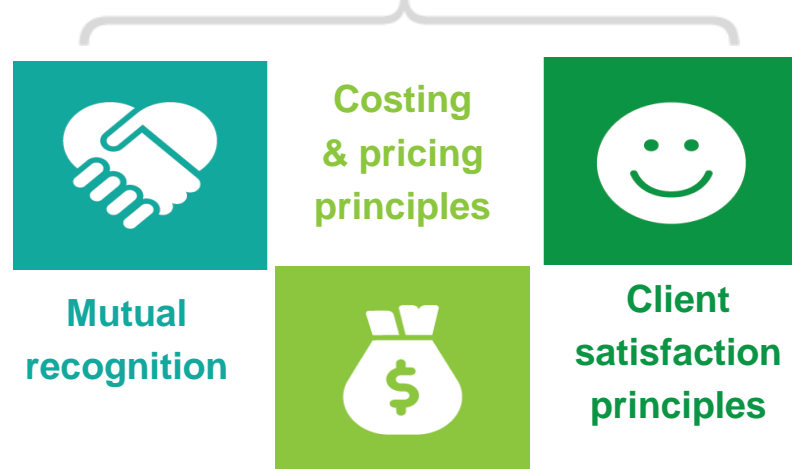 Costing
& pricing
principles
Mutual
recognition
$
Client
satisfaction
principles